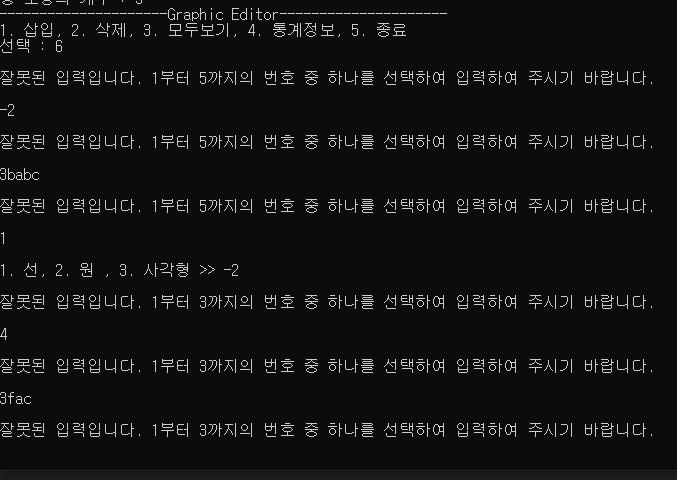 ------------------Graphic Editor-------------------
1. 삽입, 2. 삭제, 3. 모두보기, 4. 통계정보, 5. 종료
선택 : 6
잘못된 입력입니다. 1부터 5까지의 번호 중 하나를 선택하여 입력하여 주시기 바랍니다.
-2
잘못된 입력입니다. 1부터 5까지의 번호 중 하나를 선택하여 입력하여 주시기 바랍니다.
3babc
잘못된 입력입니다. 1부터 5까지의 번호 중 하나를 선택하여 입력하여 주시기 바랍니다.
1
1. 선, 2. 원 , 3. 사각형 >> -2
잘못된 입력입니다. 1부터 3까지의 번호 중 하나를 선택하여 입력하여 주시기 바랍니다.
4
잘못된 입력입니다. 1부터 3까지의 번호 중 하나를 선택하여 입력하여 주시기 바랍니다.
3fac
잘못된 입력입니다. 1부터 3까지의 번호 중 하나를 선택하여 입력하여 주시기 바랍니다.